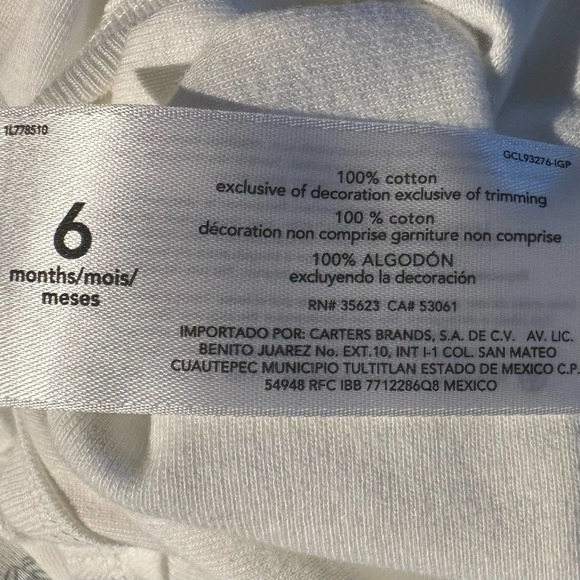 1L778510
GCL93276-IGP
6
months/mois/
meses
100% cotton
exclusive of decoration exclusive of trimming
100 % coton
décoration non comprise garniture non comprise
100% ALGODÓN
excluyendo la decoración
RN# 35623 CA# 53061
IMPORTADO POR: CARTERS BRANDS, S.A. DE C.V. AV. LIC.
BENITO JUAREZ No. EXT.10, INT I-1 COL. SAN MATEO
CUAUTEPEC MUNICIPIO TULTITLAN ESTADO DE MEXICO C.P.
54948 RFC IBB 7712286Q8 MEXICO